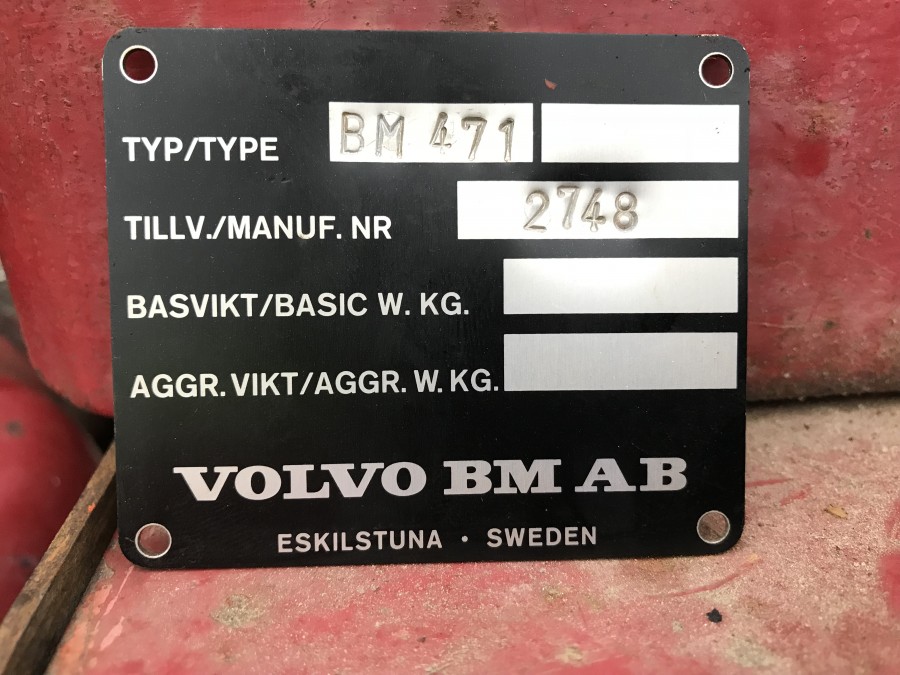 TYP/TYPE BM 471
TILLV./MANUF. NR 2748
BASVIKT/BASIC W. KG.
AGGR. VIKT/AGGR. W. KG.
VOLVO BM AB
ESKILSTUNA · SWEDEN